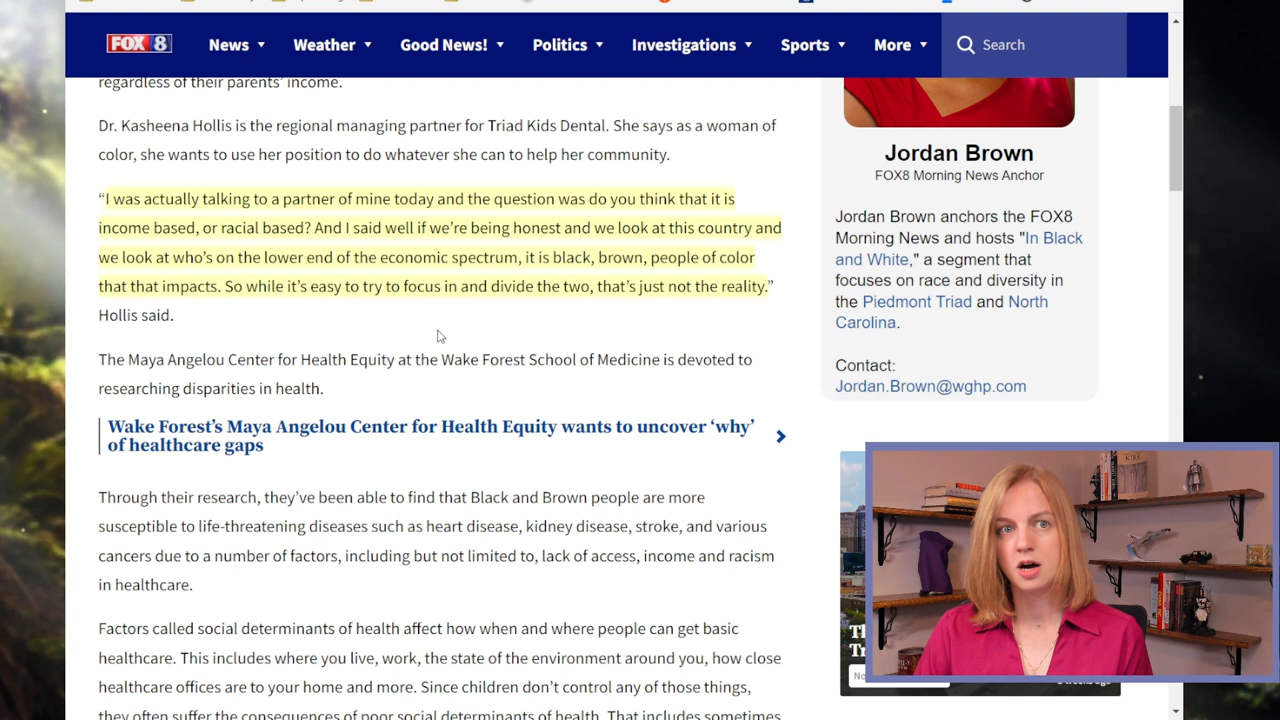 FOX 8
News
Weather
Good News!
Politics
Investigations
Sports
More
Search
regardless of their parents' income.
Dr. Kasheena Hollis is the regional managing partner for Triad Kids Dental. She says as a woman of
color, she wants to use her position to do whatever she can to help her community.
“I was actually talking to a partner of mine today and the question was do you think that it is
income based, or racial based? And I said well if we're being honest and we look at this country and
we look at who's on the lower end of the economic spectrum, it is black, brown, people of color
that that impacts. So while it's easy to try to focus in and divide the two, that's just not the reality.”
Hollis said.
The Maya Angelou Center for Health Equity at the Wake Forest School of Medicine is devoted to
researching disparities in health.
Wake Forest's Maya Angelou Center for Health Equity wants to uncover ‘why’
of healthcare gaps
Through their research, they've been able to find that Black and Brown people are more
susceptible to life-threatening diseases such as heart disease, kidney disease, stroke, and various
cancers due to a number of factors, including but not limited to, lack of access, income and racism
in healthcare.
Factors called social determinants of health affect how when and where people can get basic
healthcare. This includes where you live, work, the state of the environment around you, how close
healthcare offices are to your home and more. Since children don't control any of those things,
they often suffer the consequences of poor social determinants of health. That includes sometimes
Jordan Brown
FOX8 Morning News Anchor
Jordan Brown anchors the FOX8
Morning News and hosts "In Black
and White," a segment that
focuses on race and diversity in
the Piedmont Triad and North
Carolina.
Contact:
Jordan.Brown@wghp.com